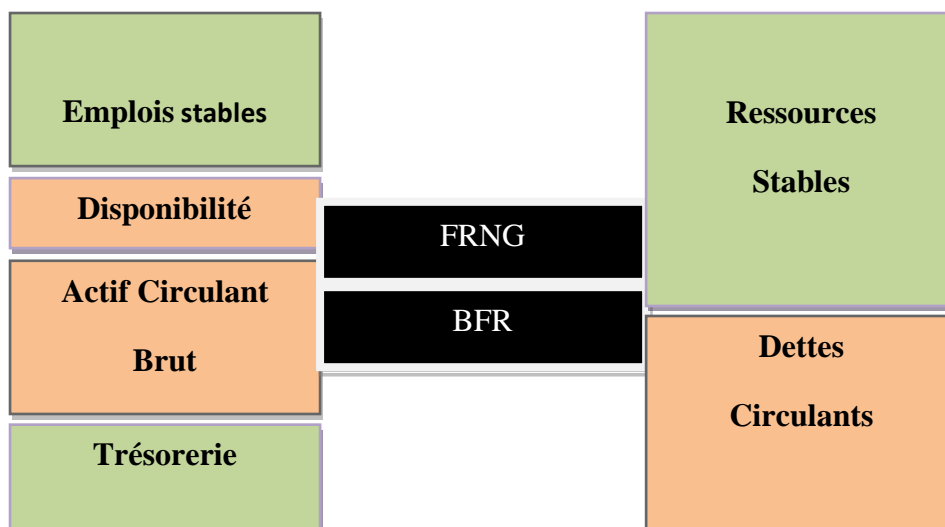 Emplois stables
Disponibilité
Actif Circulant
Brut
Trésorerie
FRNG
BFR
Ressources
Stables
Dettes
Circulants